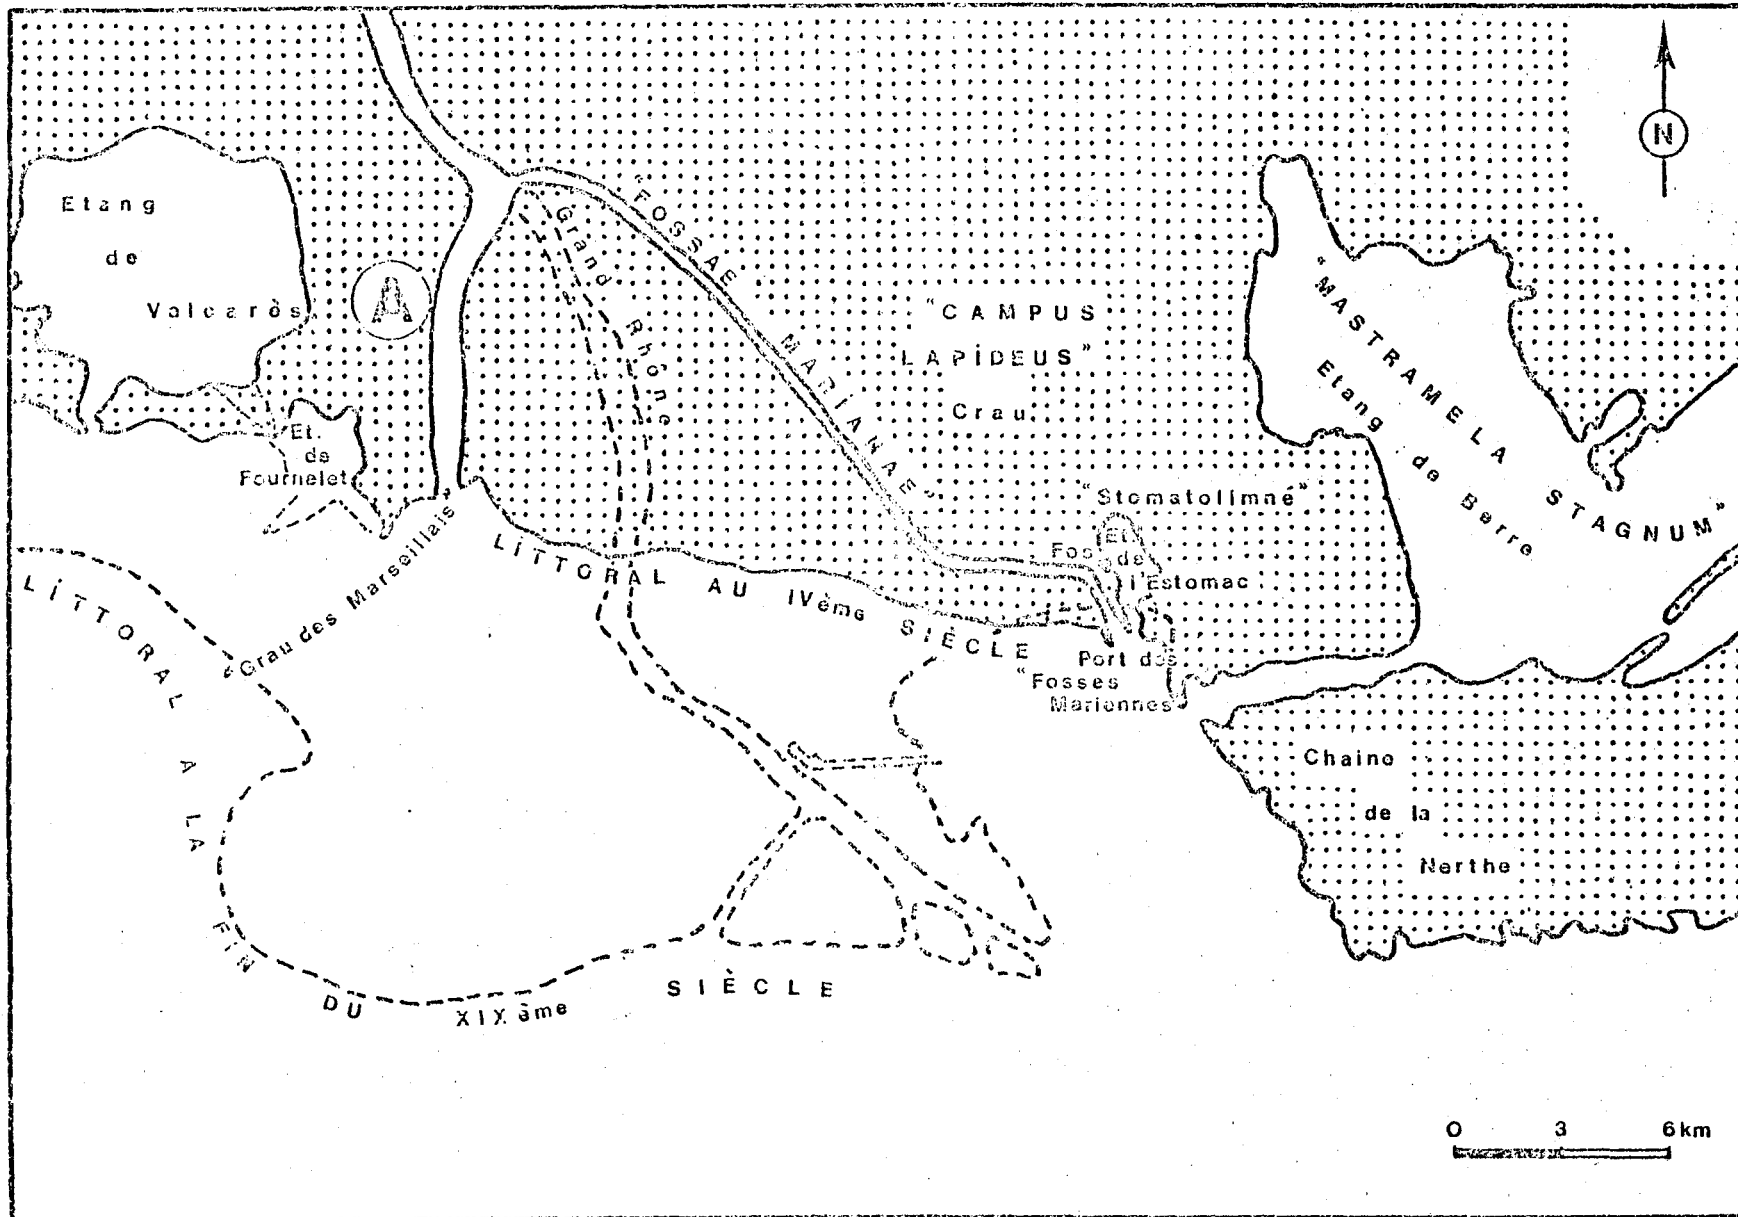 N
Etang
de
Valcarès
A
"FOSSAE MARIANAE"
Grand Rhône
"CAMPUS
LAPIDEUS"
Crau
"MASTRAMELA STAGNUM"
Etang de Berre
Et.
de
Fournelet
"Stomatolimné"
Fos
Et.
de
l'Estomac
Grau des Marseillais
LITTORAL AU IVème SIÈCLE
Port des
"Fosses
Mariennes
LITTORAL A LA FIN DU XIXème SIÈCLE
Chaine
de la
Nerthe
0 3 6 km